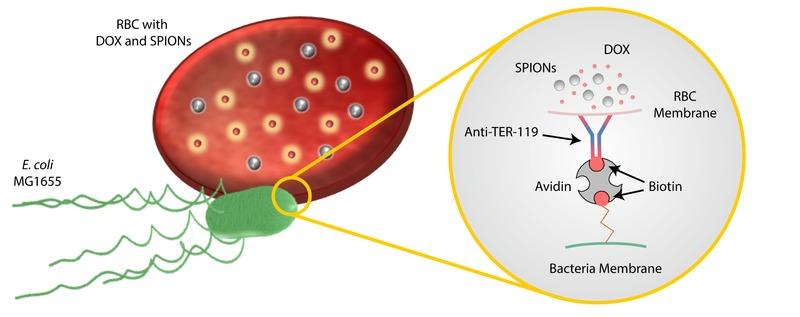 RBC with
DOX and SPIONs
E. coli
MG1655
DOX
SPIONs
RBC
Membrane
Anti-TER-119
Avidin
Biotin
Bacteria Membrane